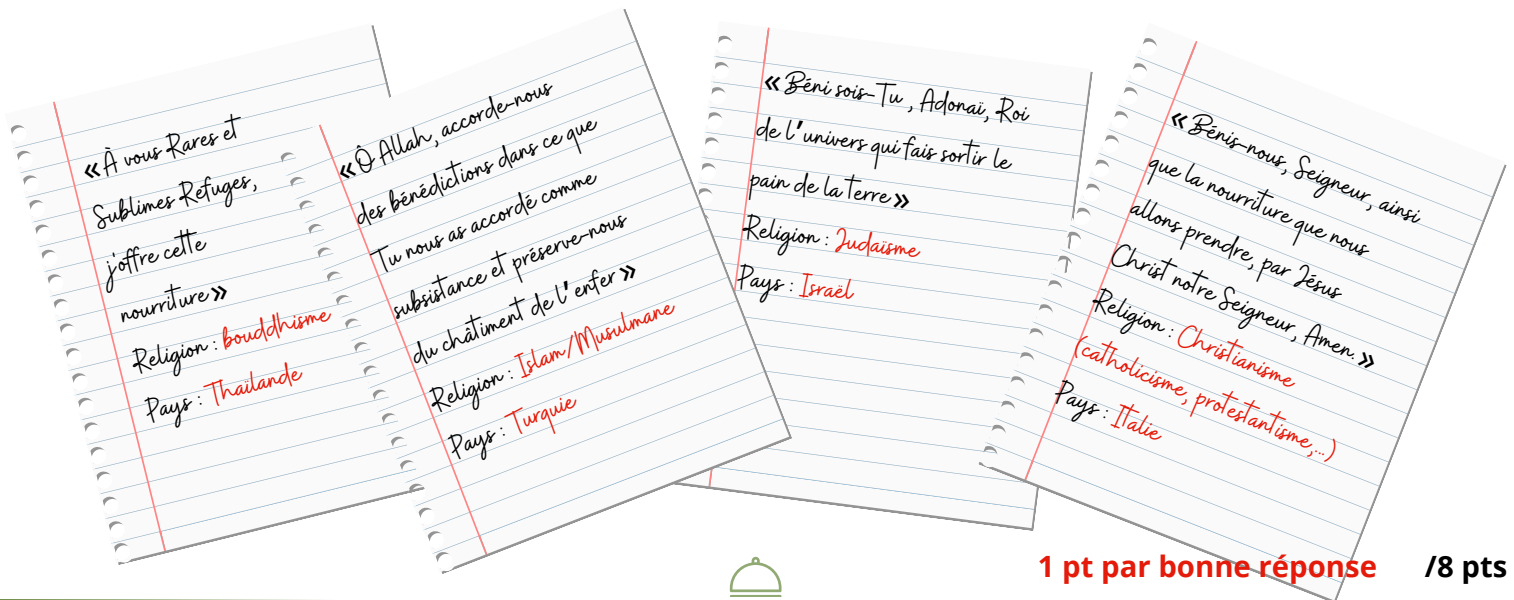 «À vous Rares et
Sublimes Refuges,
j'offre cette
nourriture»
Religion : bouddhisme
Pays : Thaïlande
«Ô Allah, accorde-nous
des bénédictions dans ce que
Tu nous as accordé comme
subsistance et préserve-nous
du châtiment de l'enfer»
Religion : Islam/Musulmane
Pays : Turquie
«Béni sois-Tu, Adonaï, Roi
de l'univers qui fais sortir le
pain de la terre»
Religion : Judaïsme
Pays : Israël
«Bénis-nous, Seigneur, ainsi
que la nourriture que nous
allons prendre, par Jésus
Christ notre Seigneur, Amen.»
Religion : Christianisme
(catholicisme, protestantisme,...)
Pays : Italie
1 pt par bonne réponse /8 pts